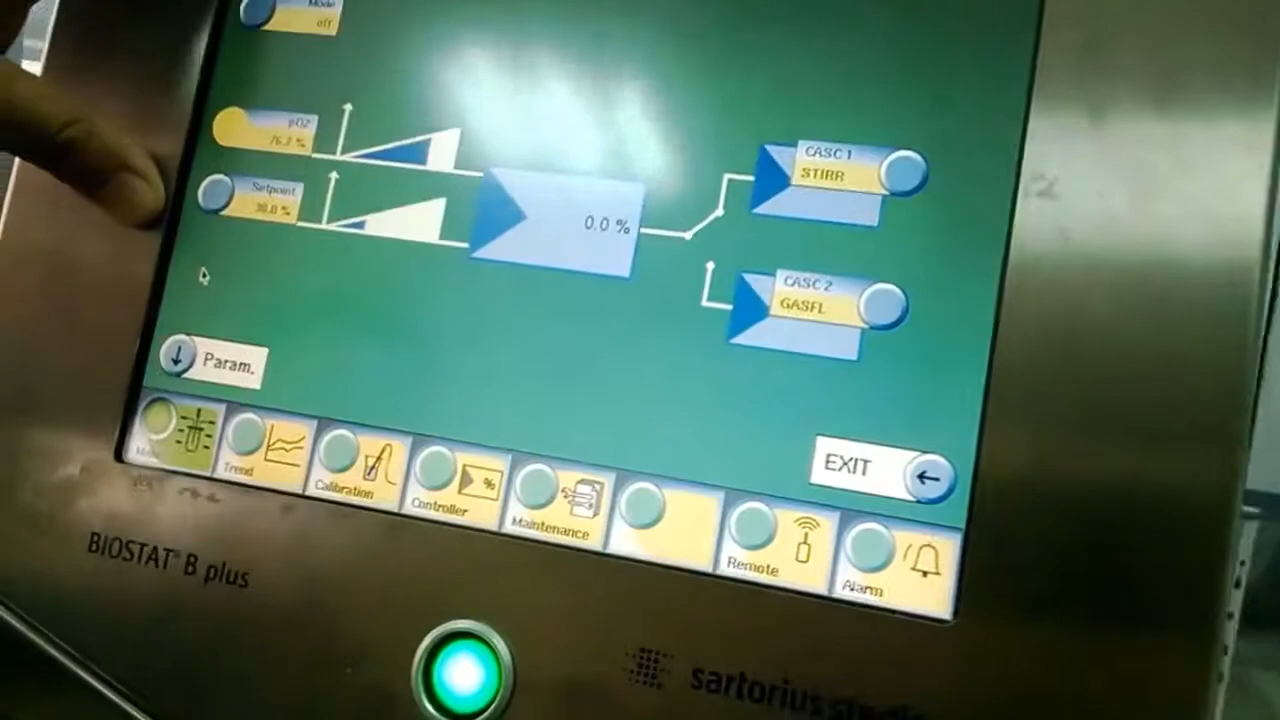 Mode
off
pO2
76.3 %
Setpoint
30.0 %
0.0 %
CASC 1
STIRR
CASC 2
GASFL
Param.
EXIT
Trend
Calibration
%
Controller
Maintenance
Remote
Alarm
BIOSTAT® B plus
sartorius